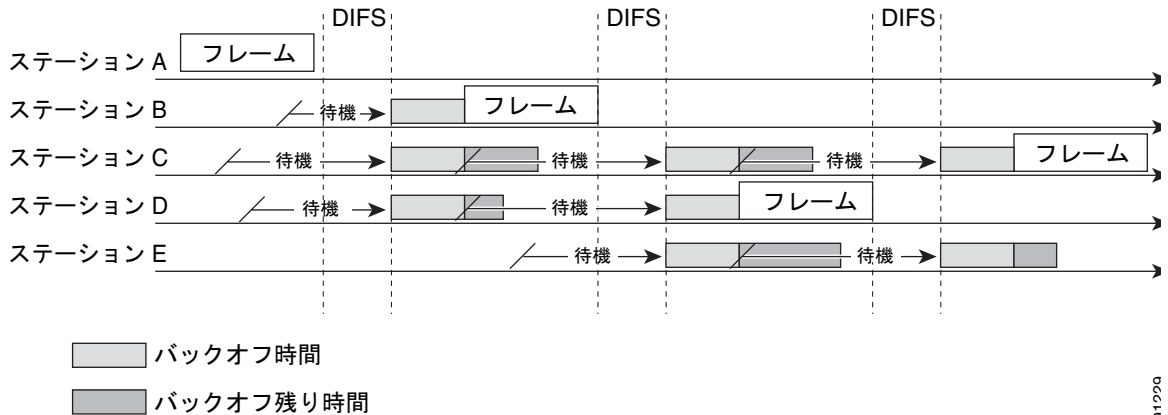 DIFS DIFS DIFS
ステーション A フレーム
ステーション B 待機 フレーム
ステーション C 待機 待機 待機 フレーム
ステーション D 待機 待機 フレーム
ステーション E 待機 待機
バックオフ時間
バックオフ残り時間